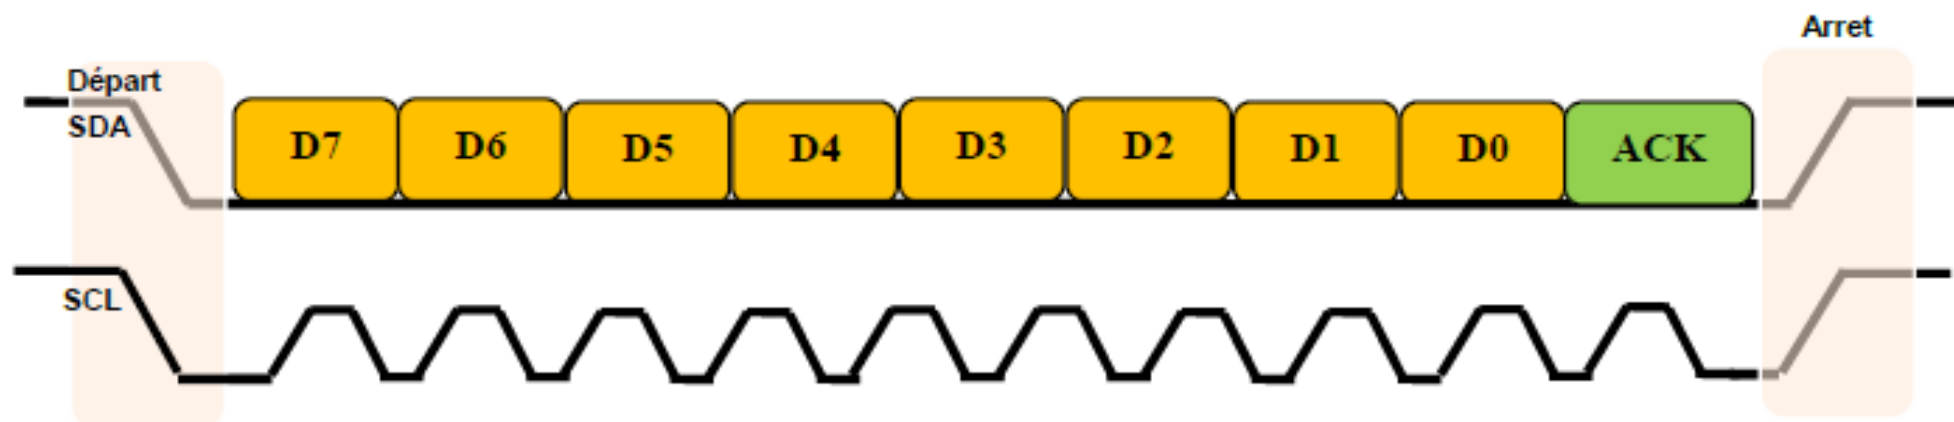 Arret
Départ
SDA
D7 D6 D5 D4 D3 D2 D1 D0 ACK
SCL